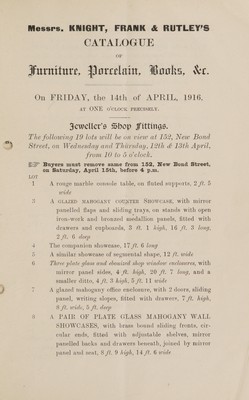 Messrs. KNIGHT, FRANK & RUTLEY'S
CATALOGUE
OF
Furniture, Porcelain, Books, &c.
On FRIDAY, the 14th of APRIL, 1916,
AT ONE O'CLOCK PRECISELY.
Jeweller's Shop Fittings.
The following 19 lots will be on view at 152, New Bond
Street, on Wednesday and Thursday, 12th & 13th April,
from 10 to 5 o'clock.
☞ Buyers must remove same from 152, New Bond Street,
on Saturday, April 15th, before 4 p.m.
LOT
1 A rouge marble console table, on fluted supports, 2 ft. 5
wide
3 A GLAZED MAHOGANY COUNTER SHOWCASE, with mirror
panelled flaps and sliding trays, on stands with open
iron-work and bronzed medallion panels, fitted with
drawers and cupboards, 3 ft. 1 high, 16 ft. 3 long,
2 ft. 6 deep
4 The companion showcase, 17 ft. 6 long
5 A similar showcase of segmental shape, 12 ft. wide
6 Three plate glass and ebonized shop window enclosures, with
mirror panel sides, 4 ft. high, 20 ft. 7 long, and a
smaller ditto, 4 ft. 3 high, 5 ft. 11 wide
7 A glazed mahogany office enclosure, with 2 doors, sliding
panel, writing slopes, fitted with drawers, 7 ft. high,
8 ft. wide, 5 ft. deep
8 A PAIR OF PLATE GLASS MAHOGANY WALL
SHOWCASES, with brass bound sliding fronts, cir-
cular ends, fitted with adjustable shelves, mirror
panelled backs and drawers beneath, joined by mirror
panel and seat, 8 ft. 9 high, 14 ft. 6 wide